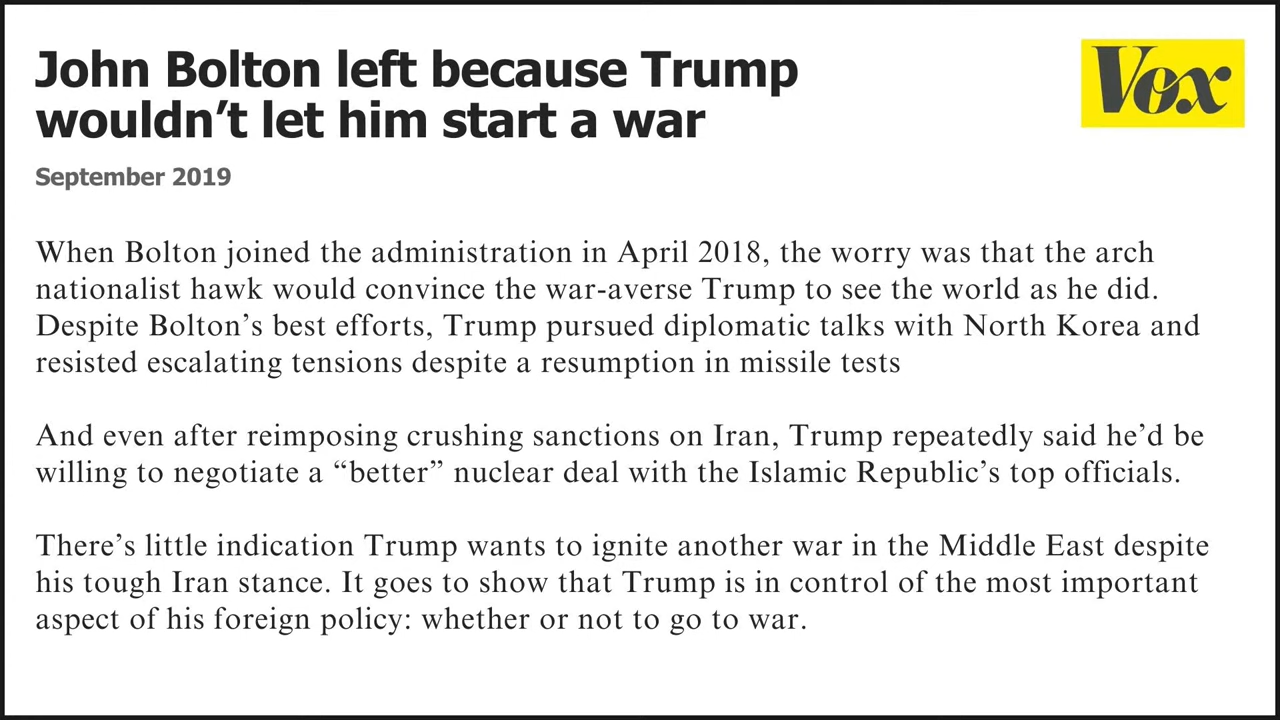 John Bolton left because Trump
wouldn’t let him start a war
Vox
September 2019
When Bolton joined the administration in April 2018, the worry was that the arch
nationalist hawk would convince the war-averse Trump to see the world as he did.
Despite Bolton’s best efforts, Trump pursued diplomatic talks with North Korea and
resisted escalating tensions despite a resumption in missile tests
And even after reimposing crushing sanctions on Iran, Trump repeatedly said he’d be
willing to negotiate a “better” nuclear deal with the Islamic Republic’s top officials.
There’s little indication Trump wants to ignite another war in the Middle East despite
his tough Iran stance. It goes to show that Trump is in control of the most important
aspect of his foreign policy: whether or not to go to war.